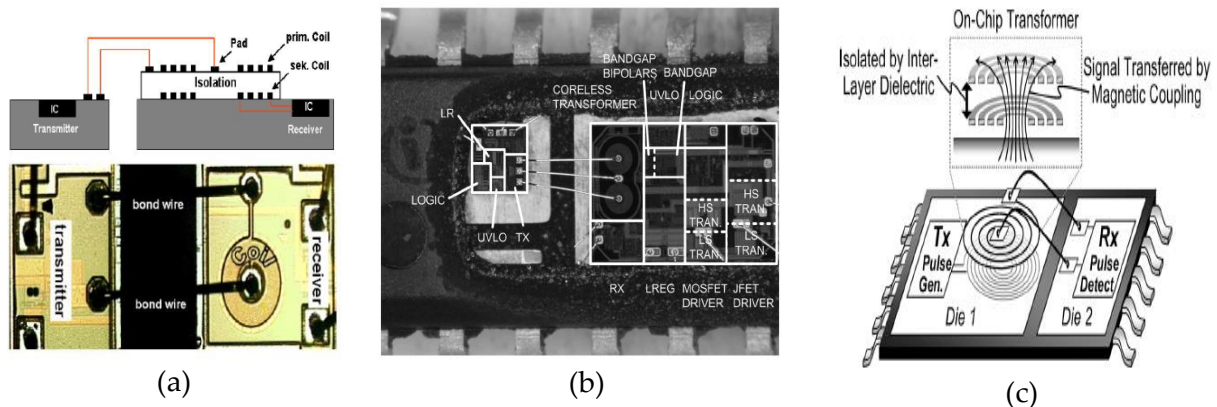 Pad
prim. Coil
sek. Coil
Isolation
IC
Transmitter
IC
Receiver
transmitter
bond wire
bond wire
Coil
receiver
(a)
BANDGAP
BIPOLARS
BANDGAP
UVLO
LOGIC
CORELESS
TRANSFORMER
LR
LOGIC
UVLO
TX
HS
TRAN.
HS
TRAN.
LS
TRAN.
LS
TRAN.
RX
LREG
MOSFET
DRIVER
JFET
DRIVER
(b)
On-Chip Transformer
Isolated by Inter-
Layer Dielectric
Signal Transferred by
Magnetic Coupling
Tx
Pulse
Gen.
Rx
Pulse
Detect
Die 1
Die 2
(c)